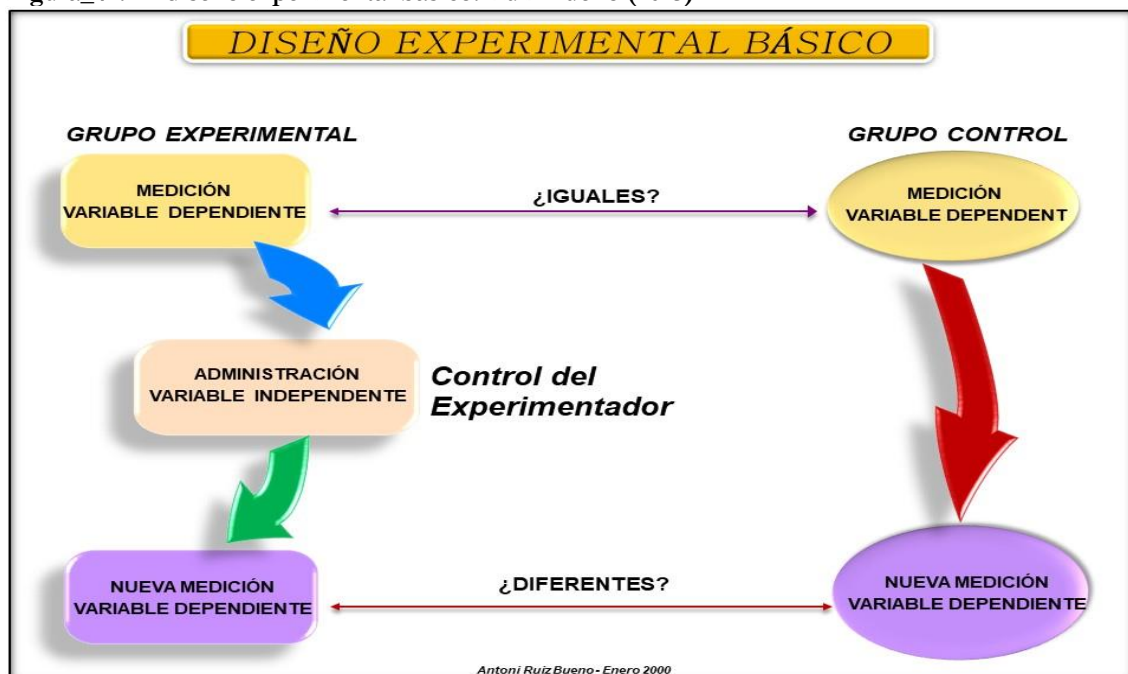 DISEÑO EXPERIMENTAL BÁSICO
GRUPO EXPERIMENTAL
GRUPO CONTROL
MEDICIÓN
VARIABLE DEPENDIENTE
¿IGUALES?
MEDICIÓN
VARIABLE DEPENDENT
ADMINISTRACIÓN
VARIABLE INDEPENDENTE
Control del
Experimentador
NUEVA MEDICIÓN
VARIABLE DEPENDIENTE
¿DIFERENTES?
NUEVA MEDICIÓN
VARIABLE DEPENDIENTE
Antoni Ruiz Bueno - Enero 2000